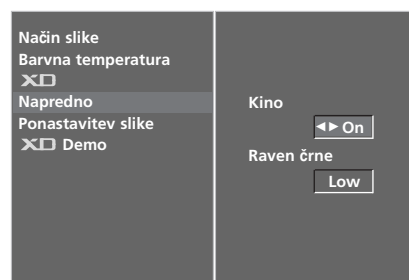 Način slike
Barvna temperatura
XD
Napredno
Ponastavitev slike
XD Demo
Kino
◄► On
Raven črne
Low